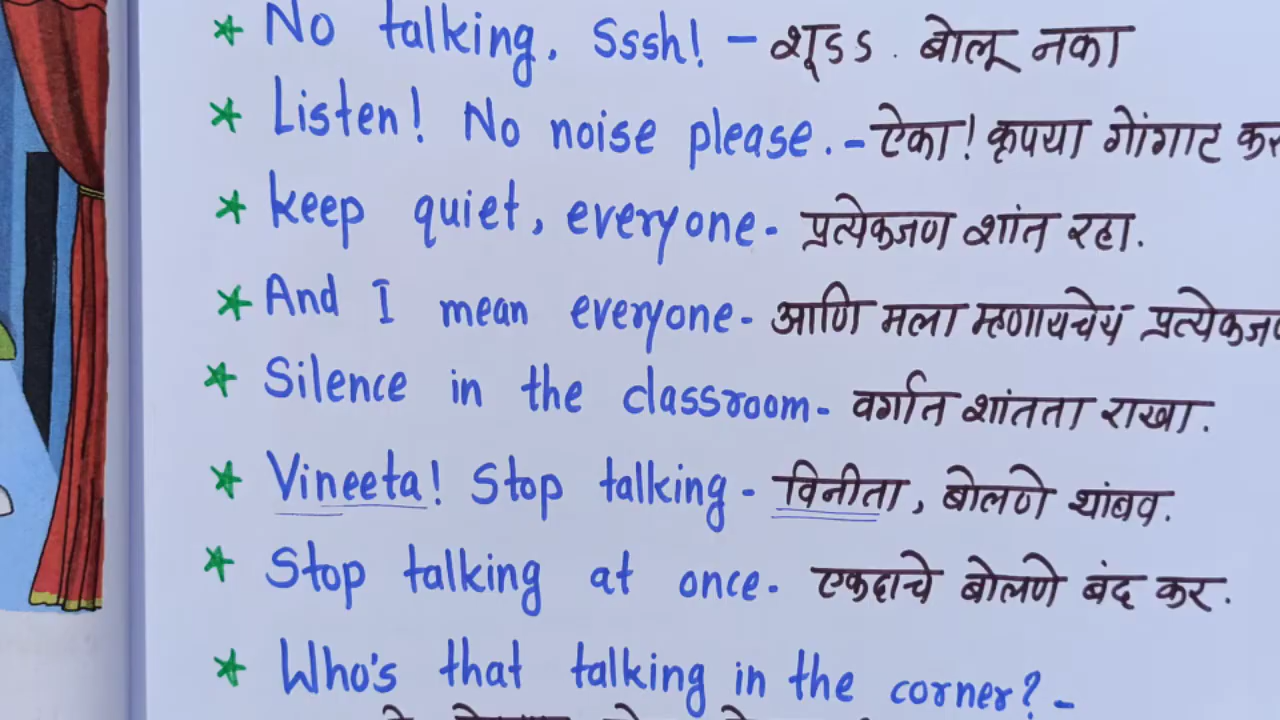 * No talking, Sssh! - शूऽऽ. बोलू नका
* Listen! No noise please. - ऐका! कृपया गोंगाट
* keep quiet, everyone - प्रत्येकजण शांत रहा.
* And I mean everyone - आणि मला म्हणायचेयं
* Silence in the classroom - वर्गात शांतता राखा.
* Vineeta! Stop talking - विनीता, बोलणे थांबव.
* Stop talking at once. एकदाचे बोलणे बंद कर.
* Who's that talking in the corner? -